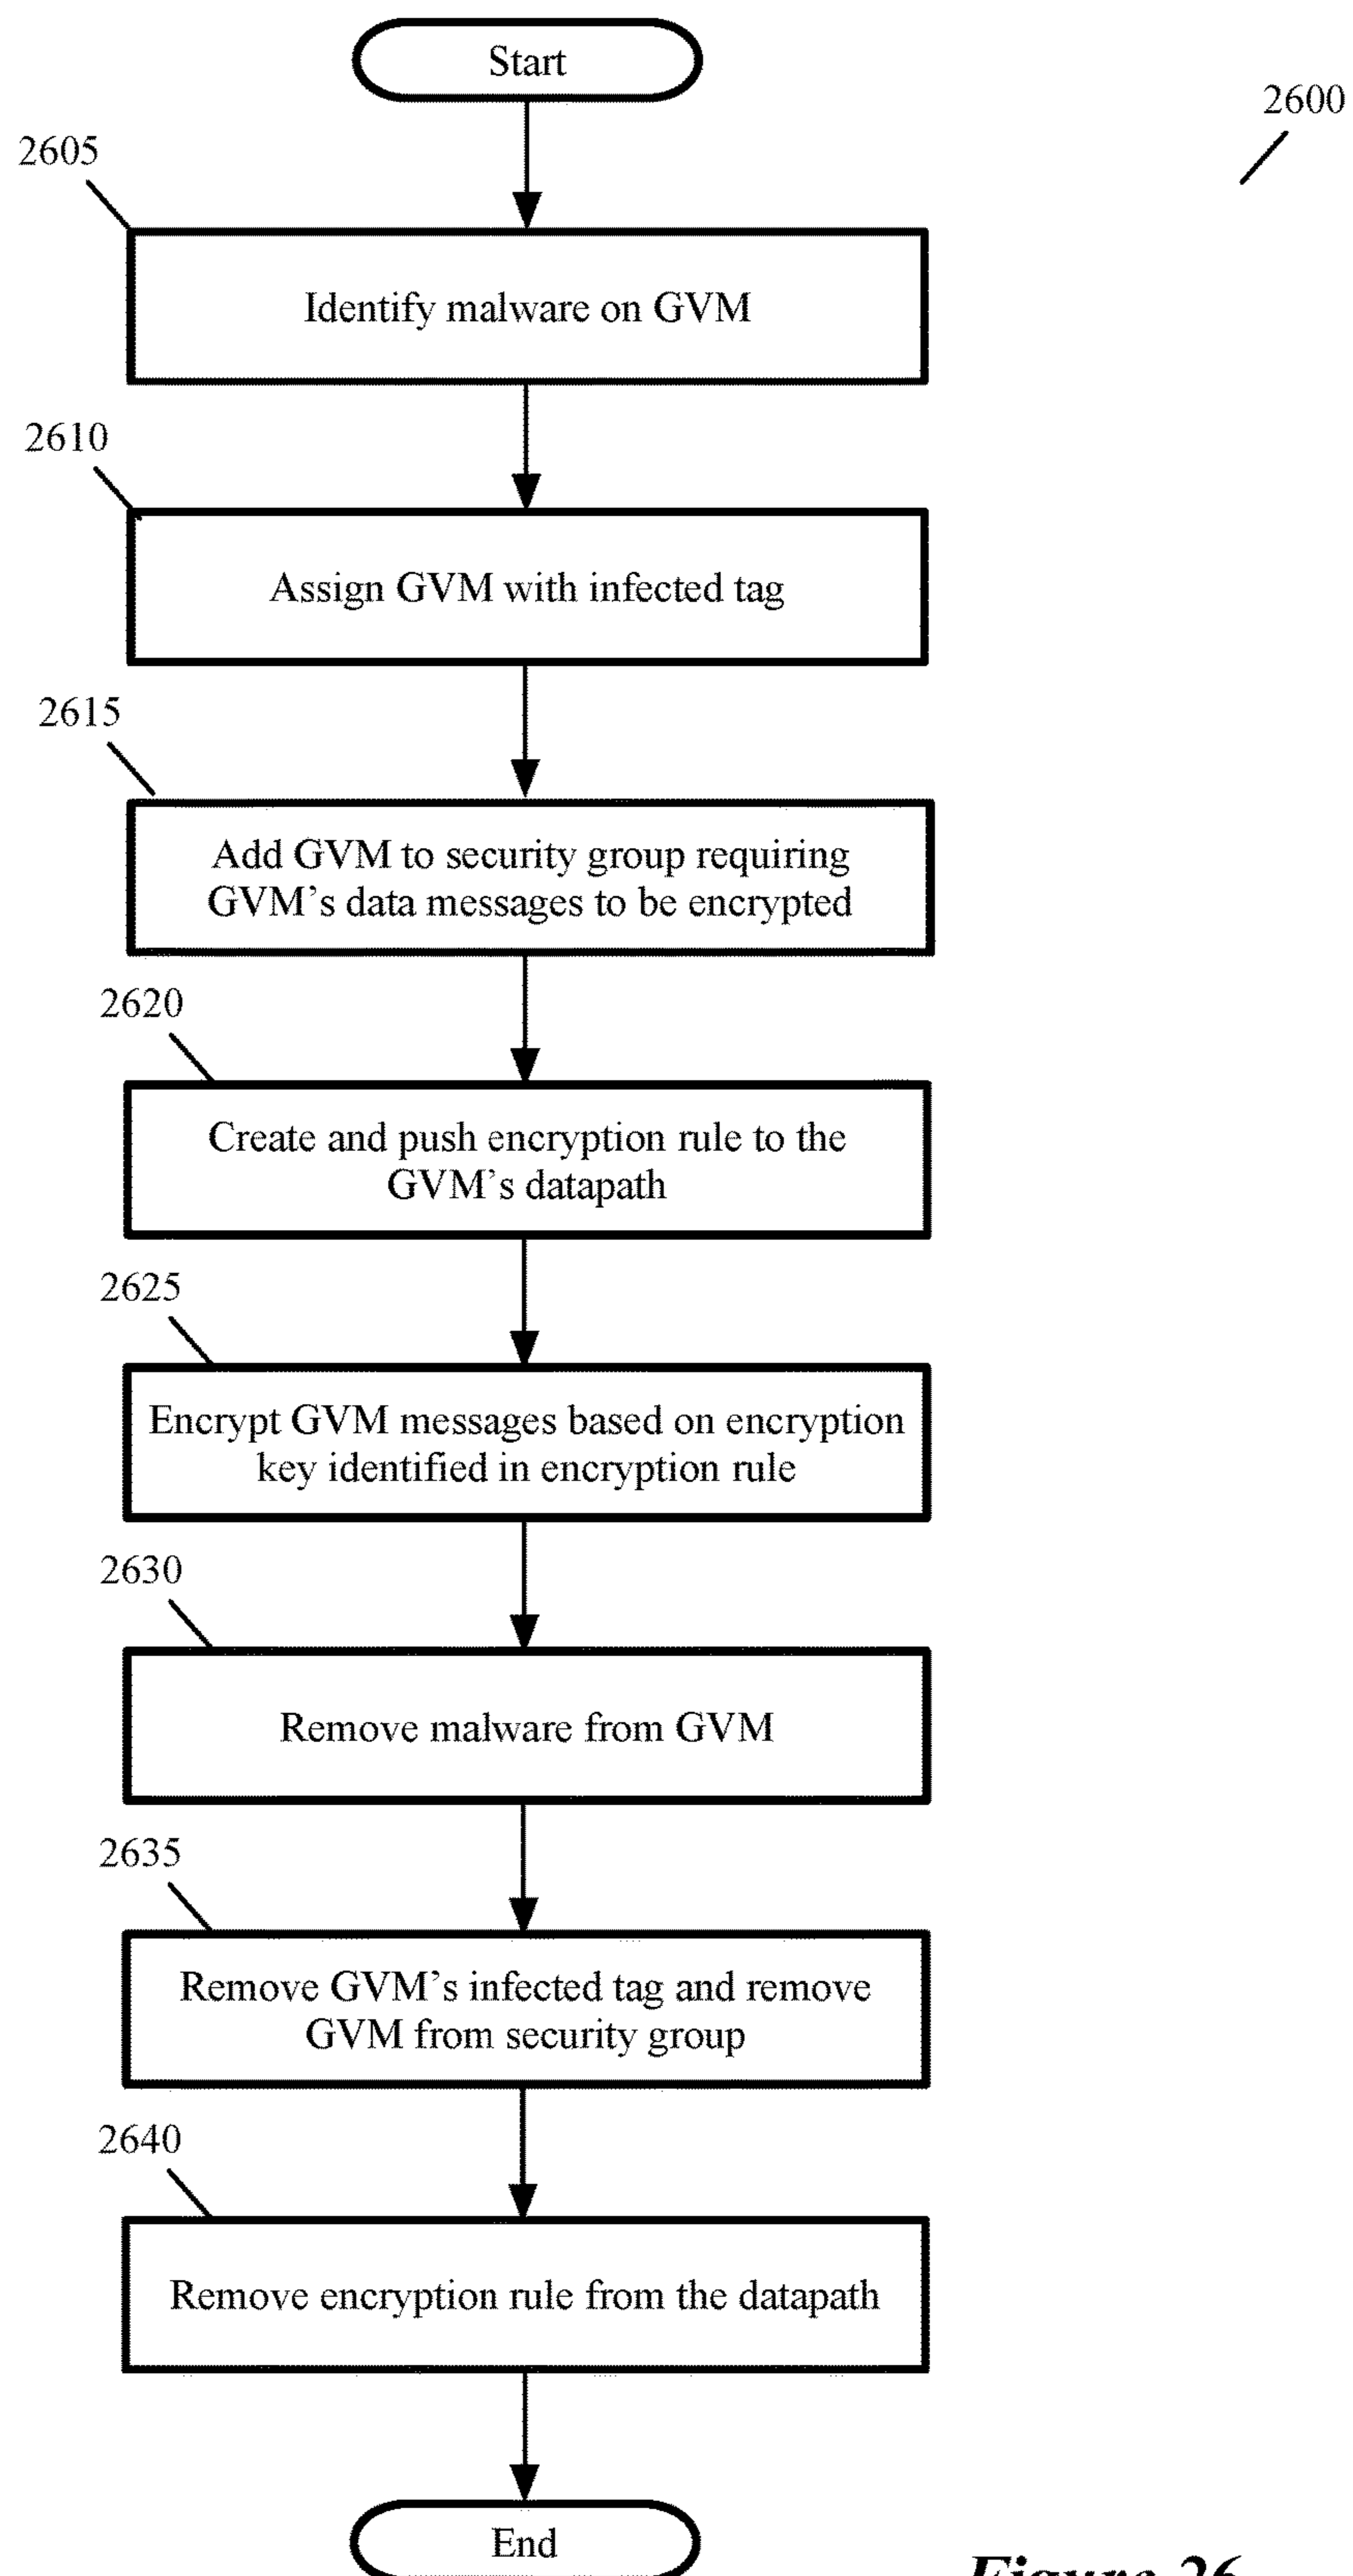 Start
2600
2605
Identify malware on GVM
2610
Assign GVM with infected tag
2615
Add GVM to security group requiring
GVM's data messages to be encrypted
2620
Create and push encryption rule to the
GVM's datapath
2625
Encrypt GVM messages based on encryption
key identified in encryption rule
2630
Remove malware from GVM
2635
Remove GVM's infected tag and remove
GVM from security group
2640
Remove encryption rule from the datapath
End
Figure 26